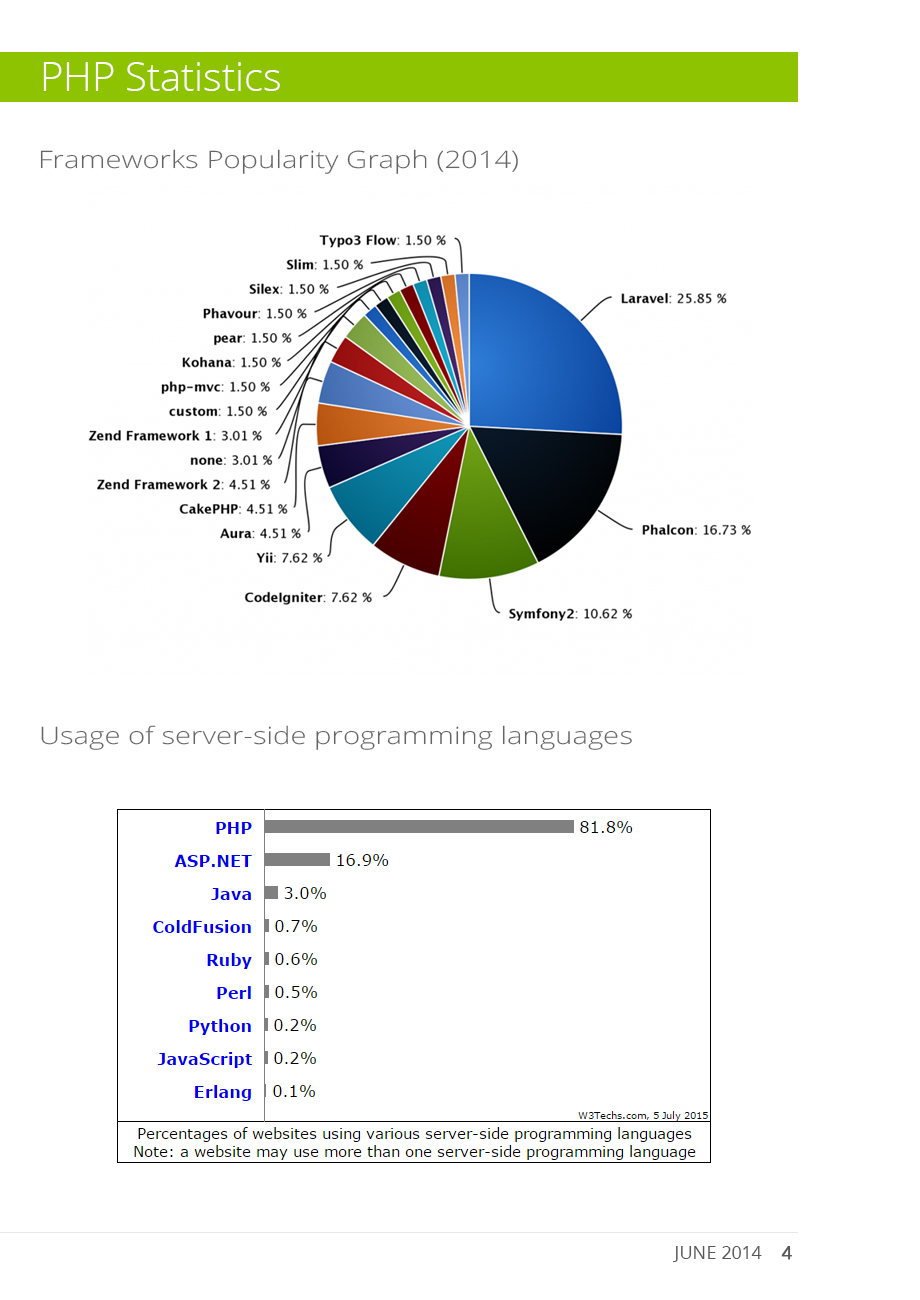 PHP Statistics
Frameworks Popularity Graph (2014)
Typo3 Flow: 1.50 %
Slim: 1.50 %
Silex: 1.50 %
Laravel: 25.85 %
Phavour: 1.50 %
pear: 1.50 %
Kohana: 1.50 %
php-mvc: 1.50 %
custom: 1.50 %
Zend Framework 1: 3.01 %
none: 3.01 %
Zend Framework 2: 4.51 %
CakePHP: 4.51 %
Aura: 4.51 %
Phalcon: 16.73 %
Yii: 7.62 %
CodeIgniter: 7.62 %
Symfony2: 10.62 %
Usage of server-side programming languages
PHP 81.8%
ASP.NET 16.9%
Java 3.0%
ColdFusion 0.7%
Ruby 0.6%
Perl 0.5%
Python 0.2%
JavaScript 0.2%
Erlang 0.1%
W3Techs.com, 5 July 2015
Percentages of websites using various server-side programming languages
Note: a website may use more than one server-side programming language
JUNE 2014 4